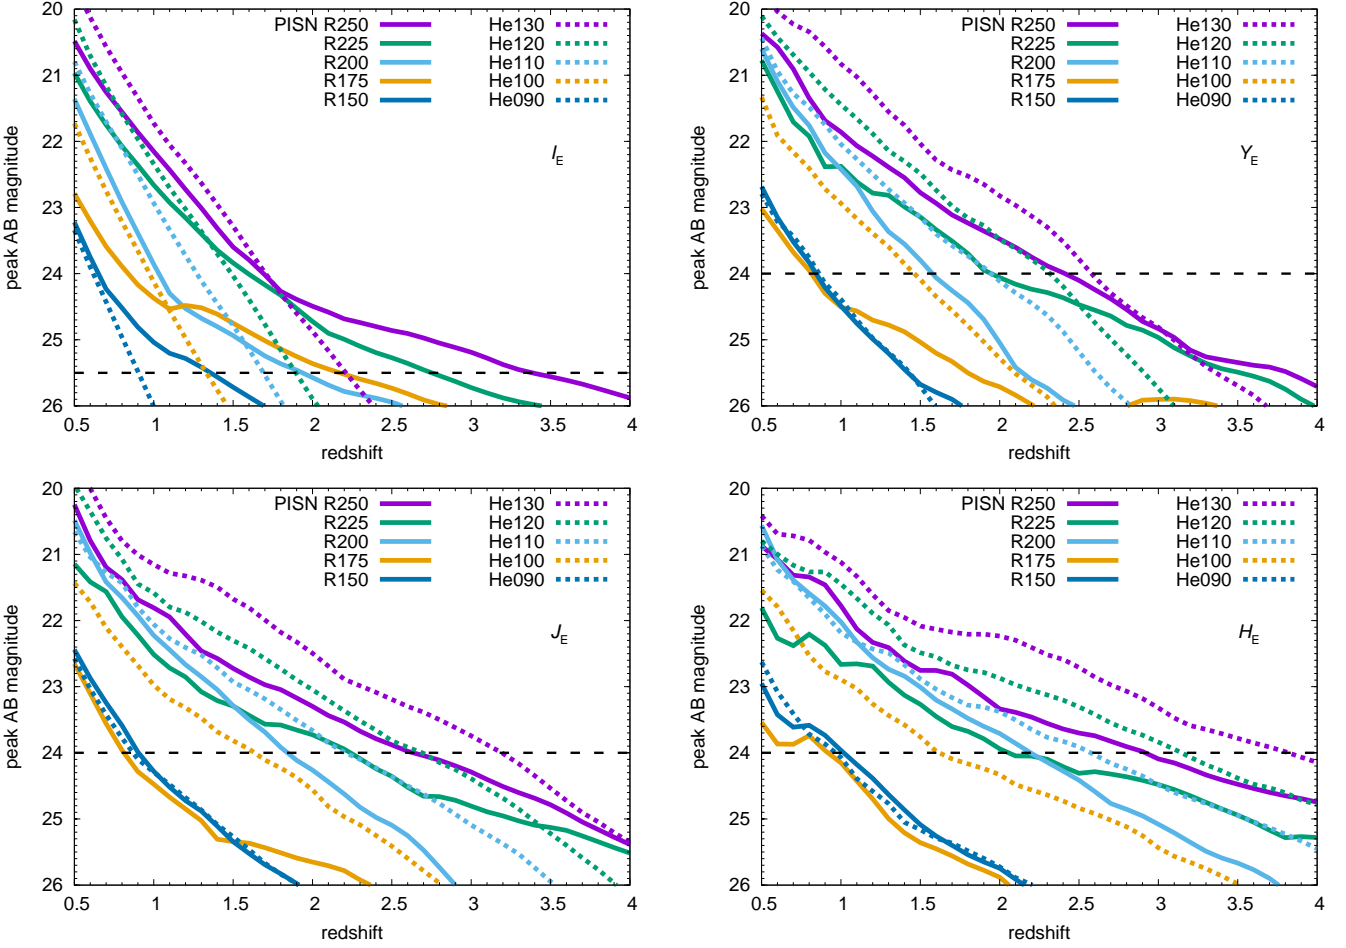 20
21
22
23
24
25
26
0.5 1 1.5 2 2.5 3 3.5 4
peak AB magnitude
redshift
PISN R250 He130
R225 He120
R200 He110
R175 He100
R150 He090
IE
20
21
22
23
24
25
26
0.5 1 1.5 2 2.5 3 3.5 4
peak AB magnitude
redshift
PISN R250 He130
R225 He120
R200 He110
R175 He100
R150 He090
YE
20
21
22
23
24
25
26
0.5 1 1.5 2 2.5 3 3.5 4
peak AB magnitude
redshift
PISN R250 He130
R225 He120
R200 He110
R175 He100
R150 He090
JE
20
21
22
23
24
25
26
0.5 1 1.5 2 2.5 3 3.5 4
peak AB magnitude
redshift
PISN R250 He130
R225 He120
R200 He110
R175 He100
R150 He090
HE